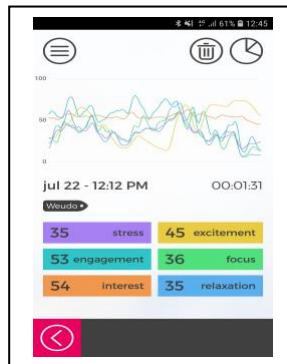 61% 12:45
100
50
0
jul 22 - 12:12 PM 00:01:31
Weudo
35 stress 45 excitement
53 engagement 36 focus
54 interest 35 relaxation